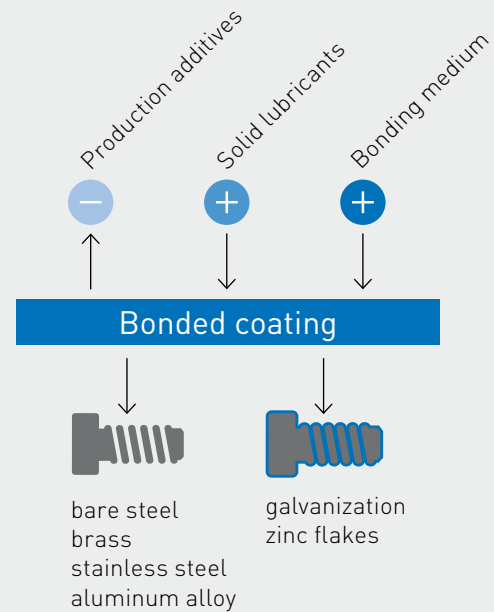 Production additives
Solid lubricants
Bonding medium
Bonded coating
bare steel
brass
stainless steel
aluminum alloy
galvanization
zinc flakes